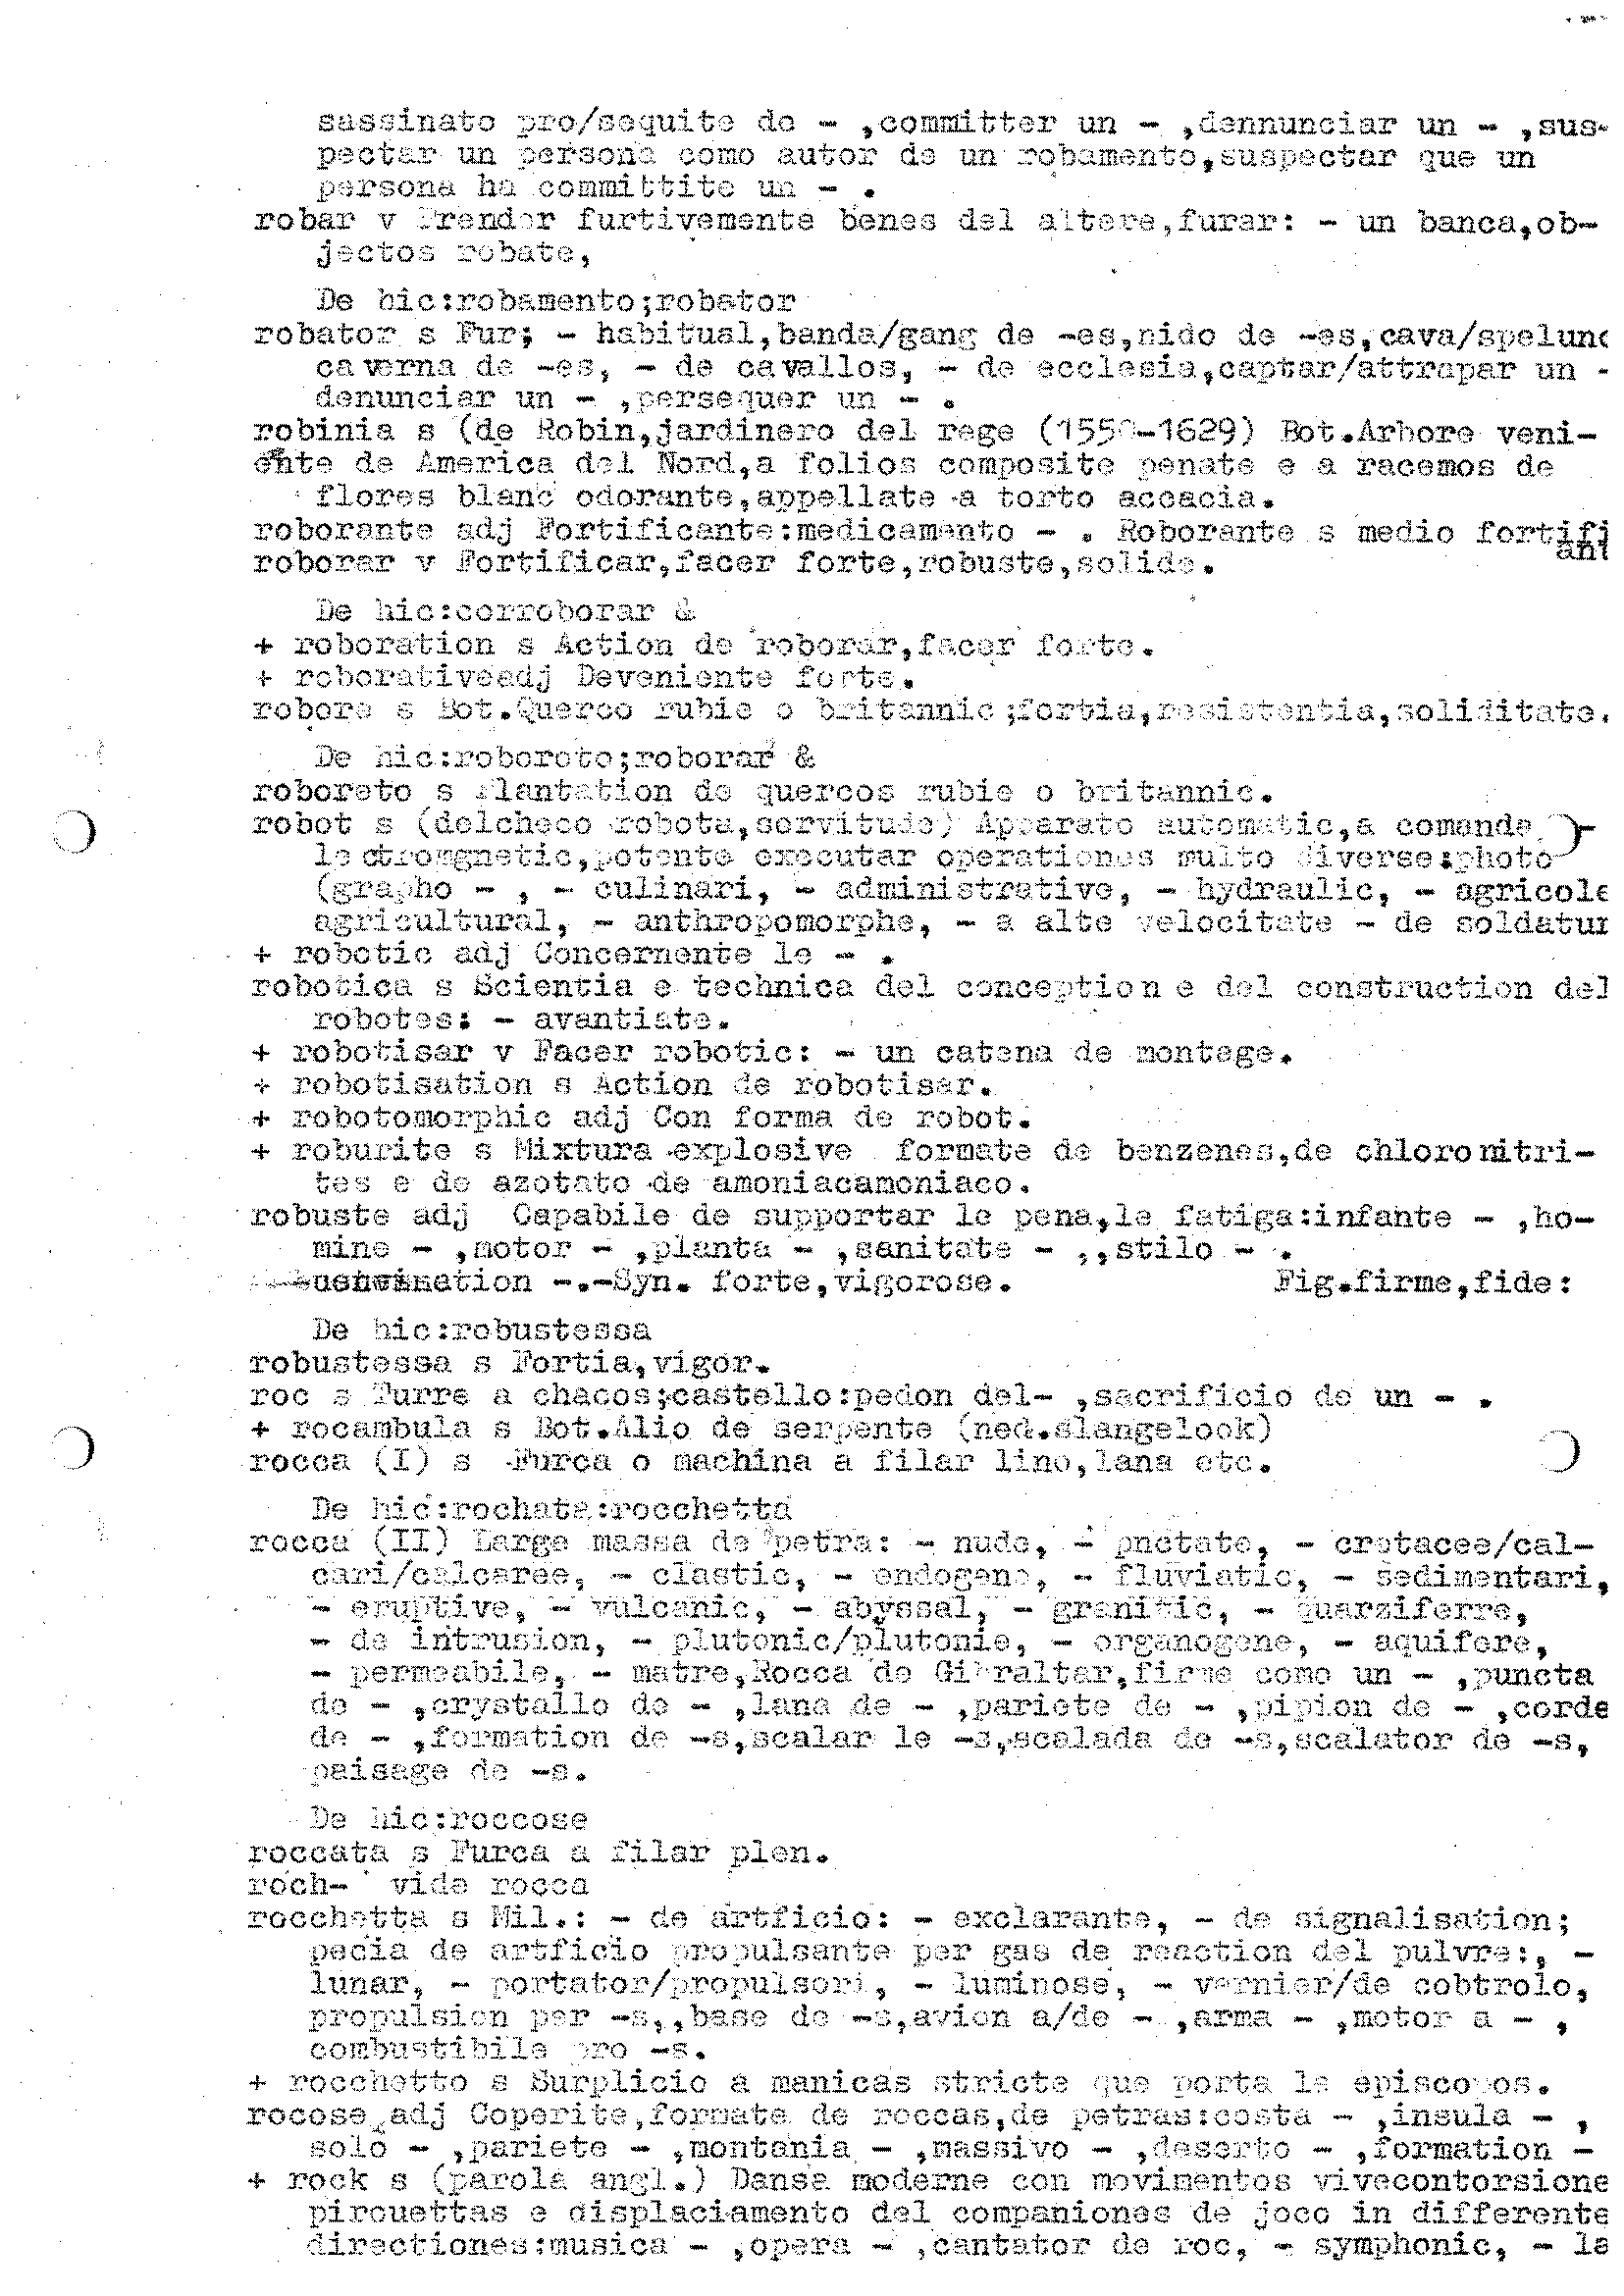 sassinato pro/sequite de - ,committer un - ,dennunciar un - ,sus-
pectar un persona como autor de un robamento,suspectar que un
persona ha committite un - .
robar v Prender furtivemente benes del altere,furar: - un banca,ob-
jectos robate,
De hic:robamento;robator
robator s Fur; - habitual,banda/gang de -es,nido de -es,cava/spelunc
caverna de -es, - de cavallos, - de ecclesia,captar/attrapar un -
denunciar un - ,persequer un - .
robinia s (de Robin,jardinero del rege (1550-1629) Bot.Arbore veni-
ente de America del Nord,a folios composite penate e a racemos de
flores blanc odorante,appellate a torto accacia.
roborante adj Fortificante:medicamento - . Roborante s medio fortifi
ant
roborar v Fortificar,facer forte,robuste,solide.
De hic:corroborar &
+ roboration s Action de roborar,facer forte.
+ roborativeadj Deveniente forte.
robore s Bot.Querco rubie o britannic;fortia,resistentia,soliditate.
De hic:roboreto;roborar &
roboreto s Plantation de quercos rubie o britannic.
robot s (delcheco robota,servitude) Apparato automatic,a comande
lectromgnetic,potente executar operationes multo diverse:photo
(grapho - , - culinari, - administrative, - hydraulic, - agricole
agricultural, - anthropomorphe, - a alte velocitate - de soldatur
+ robotic adj Concernente le - .
robotica s Scientia e technica del conception e del construction del
robotes: - avantiate.
+ robotisar v Facer robotic: - un catena de montage.
+ robotisation s Action de robotisar.
+ robotomorphic adj Con forma de robot.
+ roburite s Mixtura explosive formate de benzenes,de chloronitri-
tes e de azotato de amoniacamoniaco.
robuste adj Capabile de supportar le pena,le fatiga:infante - ,ho-
mine - ,motor - ,planta - ,sanitate - ,,stilo - .
-.-Syn. forte,vigorose. Fig.firme,fide:
De hic:robustessa
robustessa s Fortia,vigor.
roc s Turre a chacos;castello:pedon del- ,sacrificio de un - .
+ rocambula s Bot.Alio de serpente (ned.slangelook)
rocca (I) s Furca o machina a filar lino,lana etc.
De hic:rochata:rocchetta
rocca (II) Large massa de petra: - nude, - pnctate, - cretacee/cal-
cari/calcaree, - clastic, - endogene, - fluviatic, - sedimentari,
- eruptive, - vulcanic, - abyssal, - granitic, - quarziferre,
- de intrusion, - plutonic/plutonie, - organogene, - aquifere,
- permeabile, - matre,Rocca de Gibraltar,firme como un - ,puncta
de - ,crystallo de - ,lana de - ,pariete de - ,pipion de - ,corde
de - ,formation de -s,scalar le -s,scalada de -s,scalator de -s,
paisage de -s.
De hic:roccose
roccata s Furca a filar plen.
roch- vide rocca
rocchetta s Mil.: - de artficio: - exclarante, - de signalisation;
pecia de artficio propulsante per gas de reaction del pulvre:, -
lunar, - portator/propulsori, - luminose, - vernier/de cobtrolo,
propulsion per -s,,base de -s,avion a/de - ,arma - ,motor a - ,
combustibile pro -s.
+ rocchetto s Surplicio a manicas stricte que porta le episcopos.
rocose adj Coperite,formate de roccas,de petras:costa - ,insula - ,
solo - ,pariete - ,montania - ,massivo - ,deserto - ,formation -
+ rock s (parola angl.) Dansa moderne con movimentos vivecontorsione
pirouettas e displaciamento del companiones de joco in differente
directiones:musica - ,opera - ,cantator de roc, - symphonic, - la